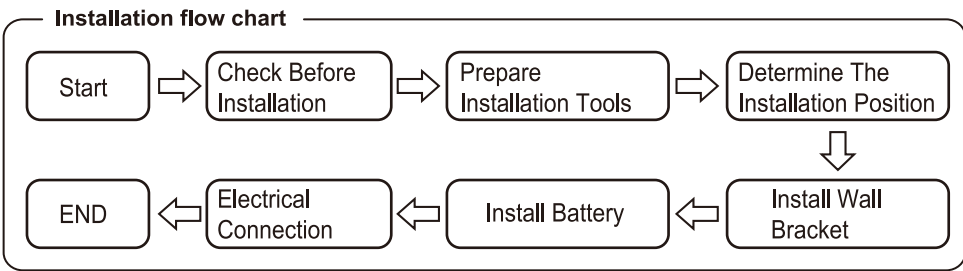 Installation flow chart
Start
Check Before
Installation
Prepare
Installation Tools
Determine The
Installation Position
Install Wall
Bracket
Install Battery
Electrical
Connection
END